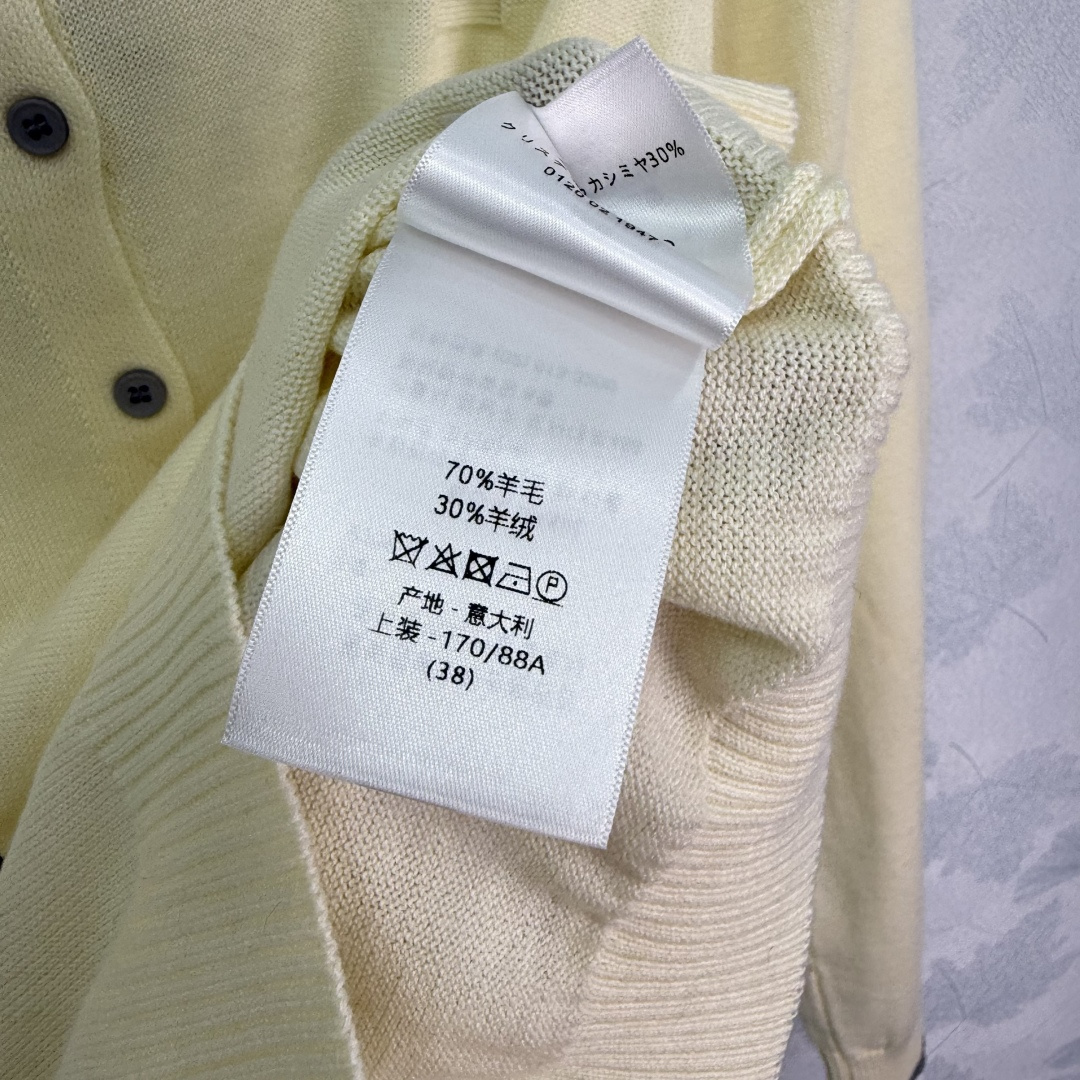 カシミヤ30%
70%羊毛
30%羊绒
P
产地 - 意大利
上装 -170/88A
(38)